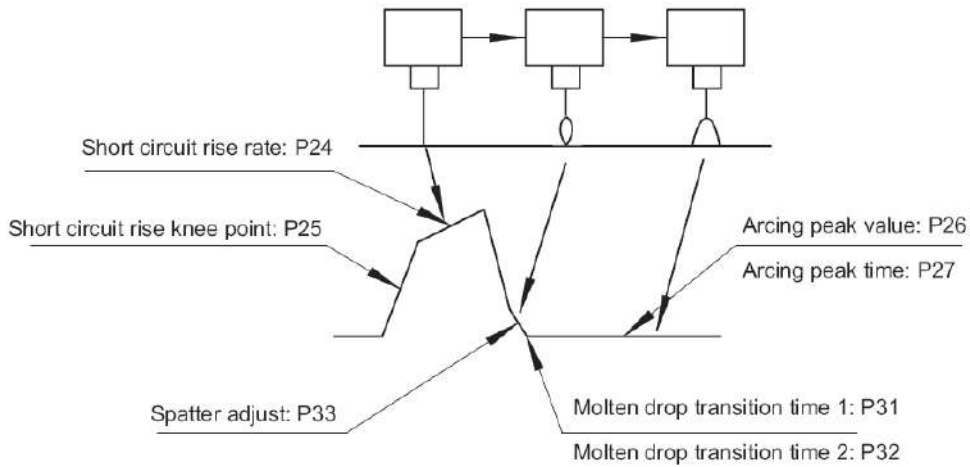 Short circuit rise rate: P24
Short circuit rise knee point: P25
Arcing peak value: P26
Arcing peak time: P27
Spatter adjust: P33
Molten drop transition time 1: P31
Molten drop transition time 2: P32